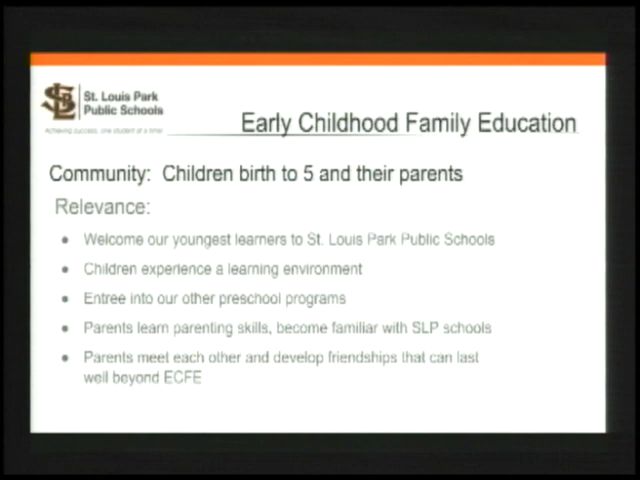 St. Louis Park
Public Schools
Achieving success, one student at a time!
Early Childhood Family Education
Community: Children birth to 5 and their parents
Relevance:
Welcome our youngest learners to St. Louis Park Public Schools
Children experience a learning environment
Entree into our other preschool programs
Parents learn parenting skills, become familiar with SLP schools
Parents meet each other and develop friendships that can last
well beyond ECFE